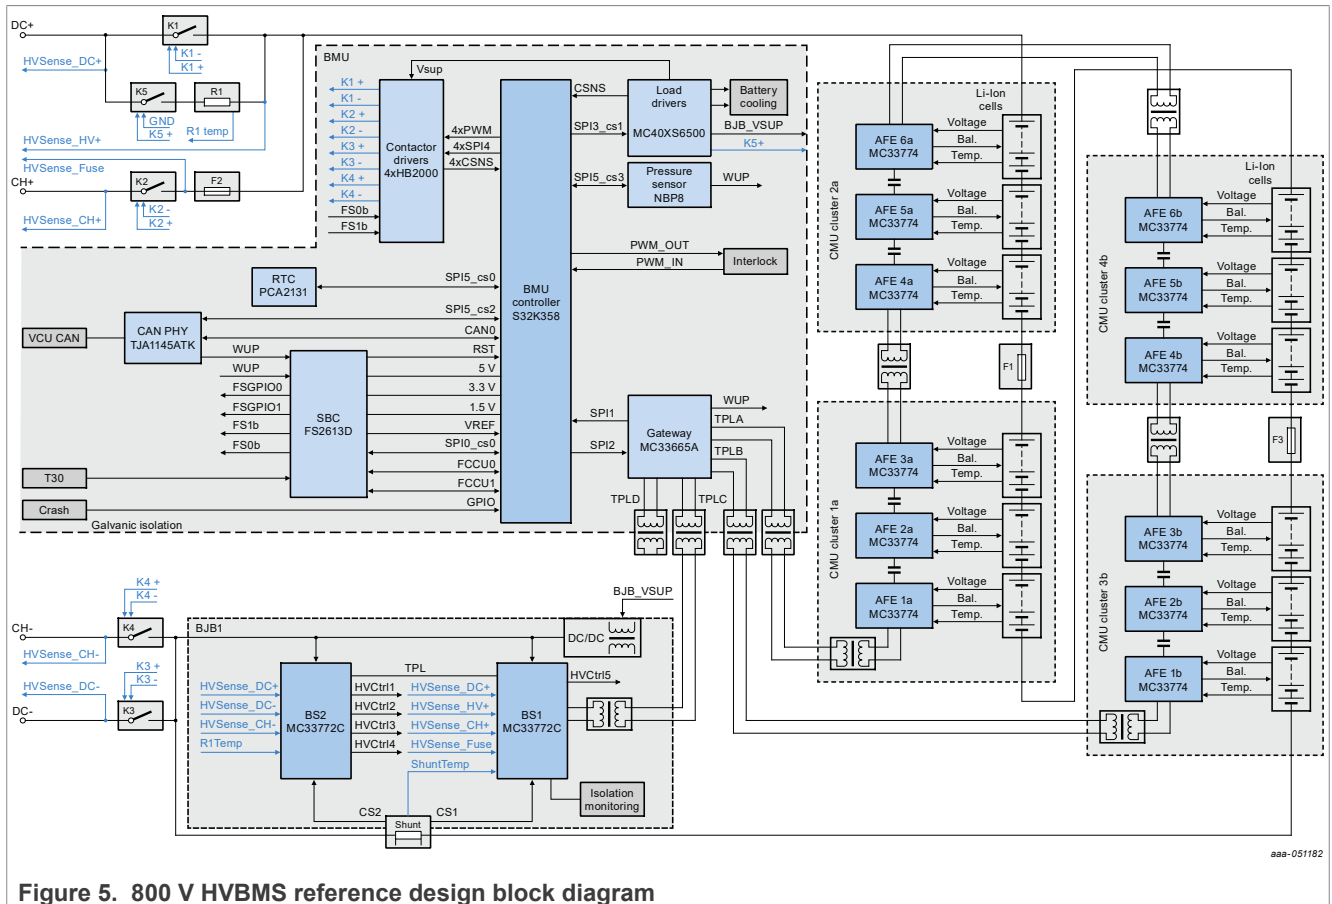 DC+
K1
K1 -
K1 +
HVSense_DC+
K5
R1
GND
K5 +
R1 temp
HVSense_HV+
HVSense_Fuse
CH+
K2
F2
K2 -
K2 +
HVSense_CH+
BMU
Vsup
K1 +
K1 -
K2 +
K2 -
K3 +
K3 -
K4 +
K4 -
FS0b
FS1b
Contactor
drivers
4xHB2000
4xPWM
4xSPI4
4xCSNS
BMU
controller
S32K358
CSNS
SPI3_cs1
SPI5_cs3
Load
drivers
MC40XS6500
Battery
cooling
BJB_VSUP
K5+
Pressure
sensor
NBP8
WUP
PWM_OUT
PWM_IN
Interlock
RTC
PCA2131
SPI5_cs0
SPI5_cs2
CAN0
VCU CAN
CAN PHY
TJA1145ATK
WUP
WUP
FSGPIO0
FSGPIO1
FS1b
FS0b
SBC
FS2613D
RST
5 V
3.3 V
1.5 V
VREF
SPI0_cs0
FCCU0
FCCU1
GPIO
T30
Crash
Galvanic isolation
SPI1
SPI2
Gateway
MC33665A
WUP
TPLA
TPLB
TPLD
TPLC
CMU cluster 2a
Li-Ion
cells
AFE 6a
MC33774
Voltage
Bal.
Temp.
AFE 5a
MC33774
Voltage
Bal.
Temp.
AFE 4a
MC33774
Voltage
Bal.
Temp.
F1
CMU cluster 1a
AFE 3a
MC33774
Voltage
Bal.
Temp.
AFE 2a
MC33774
Voltage
Bal.
Temp.
AFE 1a
MC33774
Voltage
Bal.
Temp.
CMU cluster 4b
Li-Ion
cells
AFE 6b
MC33774
Voltage
Bal.
Temp.
AFE 5b
MC33774
Voltage
Bal.
Temp.
AFE 4b
MC33774
Voltage
Bal.
Temp.
F3
CMU cluster 3b
AFE 3b
MC33774
Voltage
Bal.
Temp.
AFE 2b
MC33774
Voltage
Bal.
Temp.
AFE 1b
MC33774
Voltage
Bal.
Temp.
K4 +
K4 -
CH-
K4
HVSense_CH-
K3 +
K3 -
HVSense_DC-
DC-
K3
BJB1
BJB_VSUP
DC/DC
HVSense_DC+
HVSense_DC-
HVSense_CH-
R1Temp
BS2
MC33772C
TPL
HVCtrl1
HVCtrl2
HVCtrl3
HVCtrl4
HVSense_DC+
HVSense_HV+
HVSense_CH+
HVSense_Fuse
ShuntTemp
BS1
MC33772C
HVCtrl5
Isolation
monitoring
CS2
CS1
Shunt
aaa-051182
Figure 5. 800 V HVBMS reference design block diagram